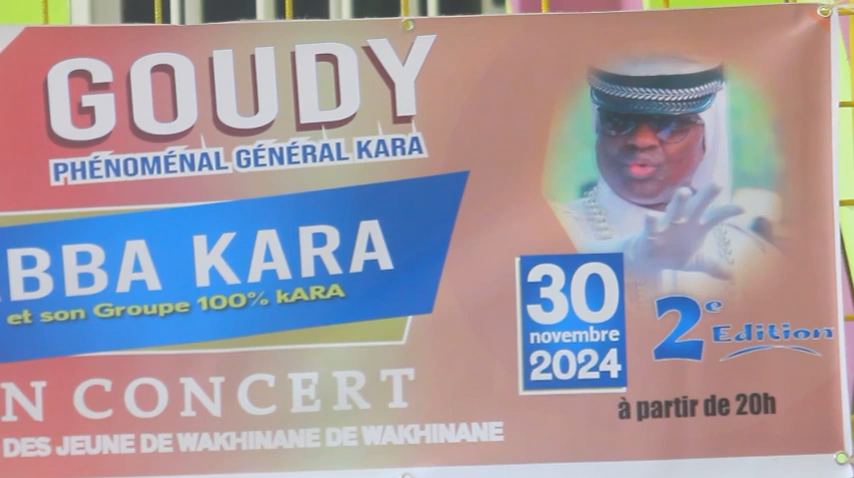 GOUDY
PHÉNOMÉNAL GÉNÉRAL KARA
BBA KARA
et son Groupe 100% kARA
N CONCERT
DES JEUNE DE WAKHINANE DE WAKHINANE
30
novembre
2024
2e Edition
à partir de 20h